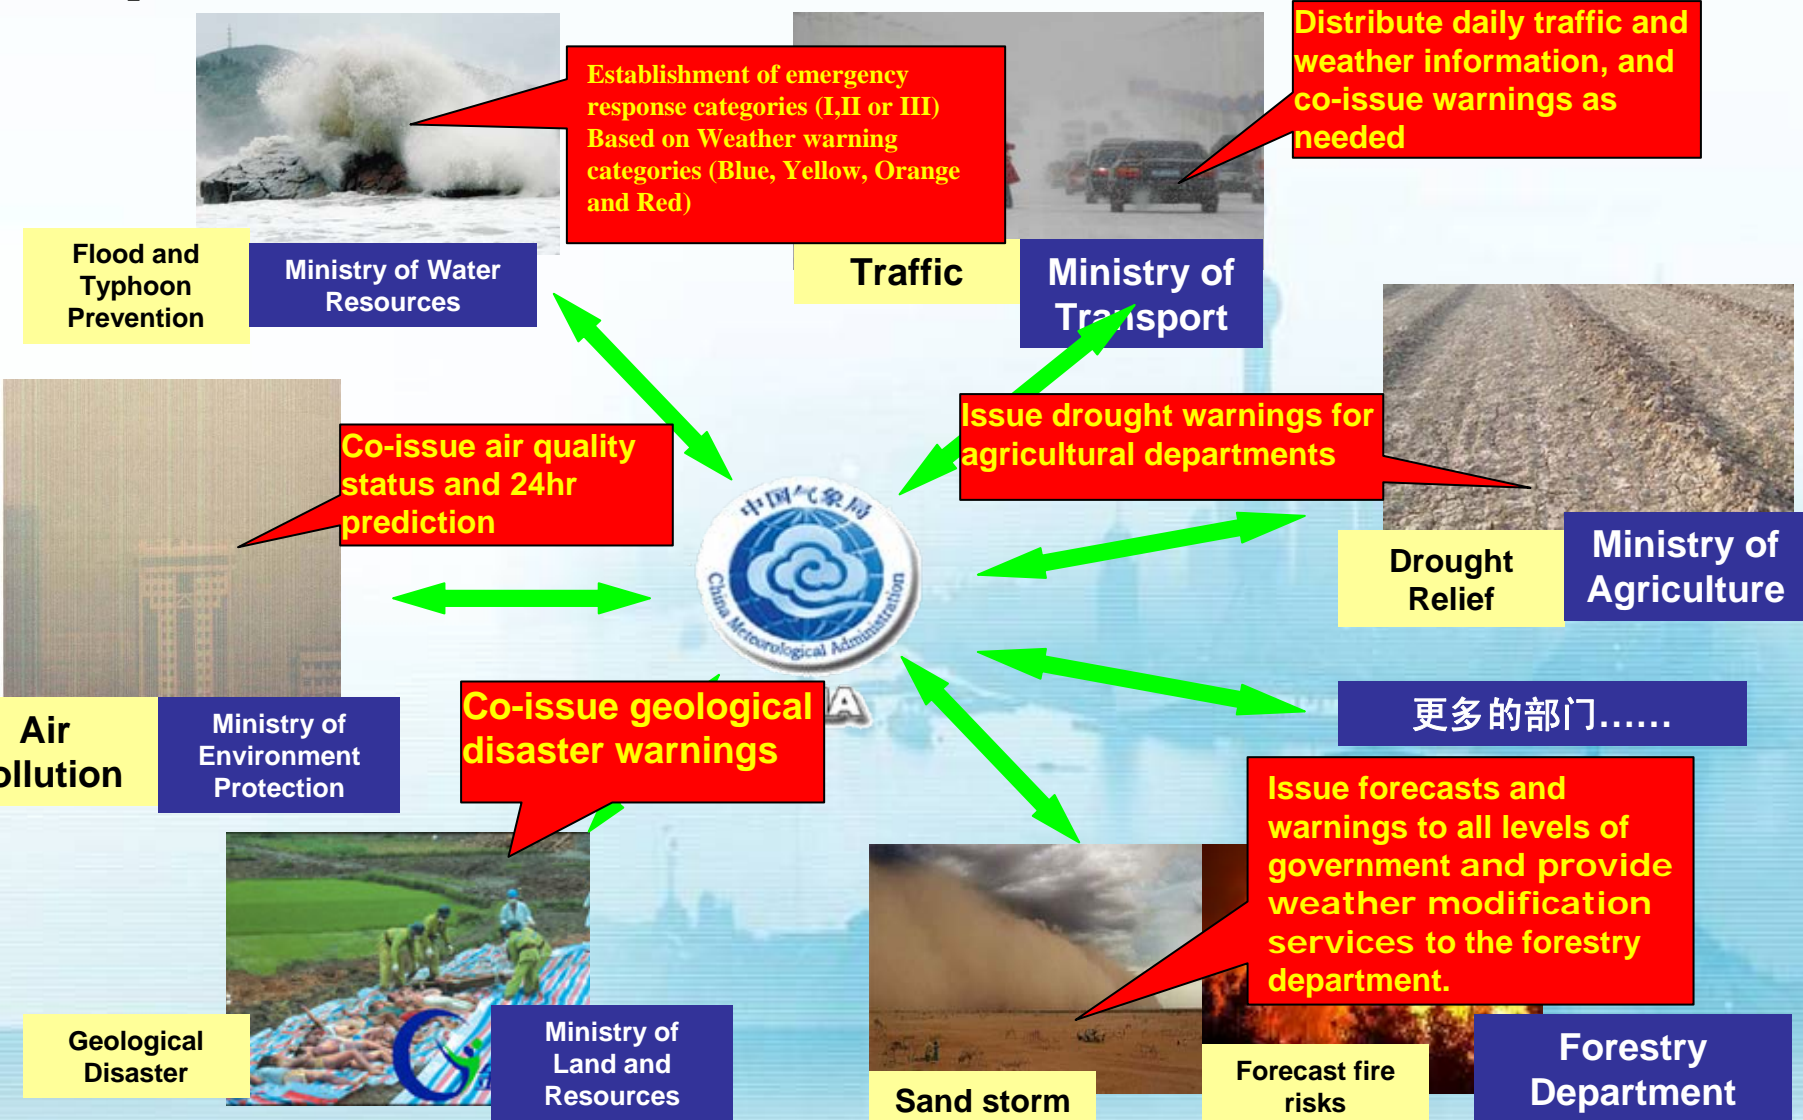 Establishment of emergency
response categories (I,II or III)
Based on Weather warning
categories (Blue, Yellow, Orange
and Red)
Distribute daily traffic and
weather information, and
co-issue warnings as
needed
Flood and
Typhoon
Prevention
Ministry of Water
Resources
Traffic
Ministry of
Transport
Co-issue air quality
status and 24hr
prediction
Issue drought warnings for
agricultural departments
中国气象局
China Meteorological Administration
Drought
Relief
Ministry of
Agriculture
Air
ollution
Ministry of
Environment
Protection
Co-issue geological
disaster warnings
A
更多的部门……
Issue forecasts and
warnings to all levels of
government and provide
weather modification
services to the forestry
department.
Geological
Disaster
Ministry of
Land and
Resources
Sand storm
Forecast fire
risks
Forestry
Department